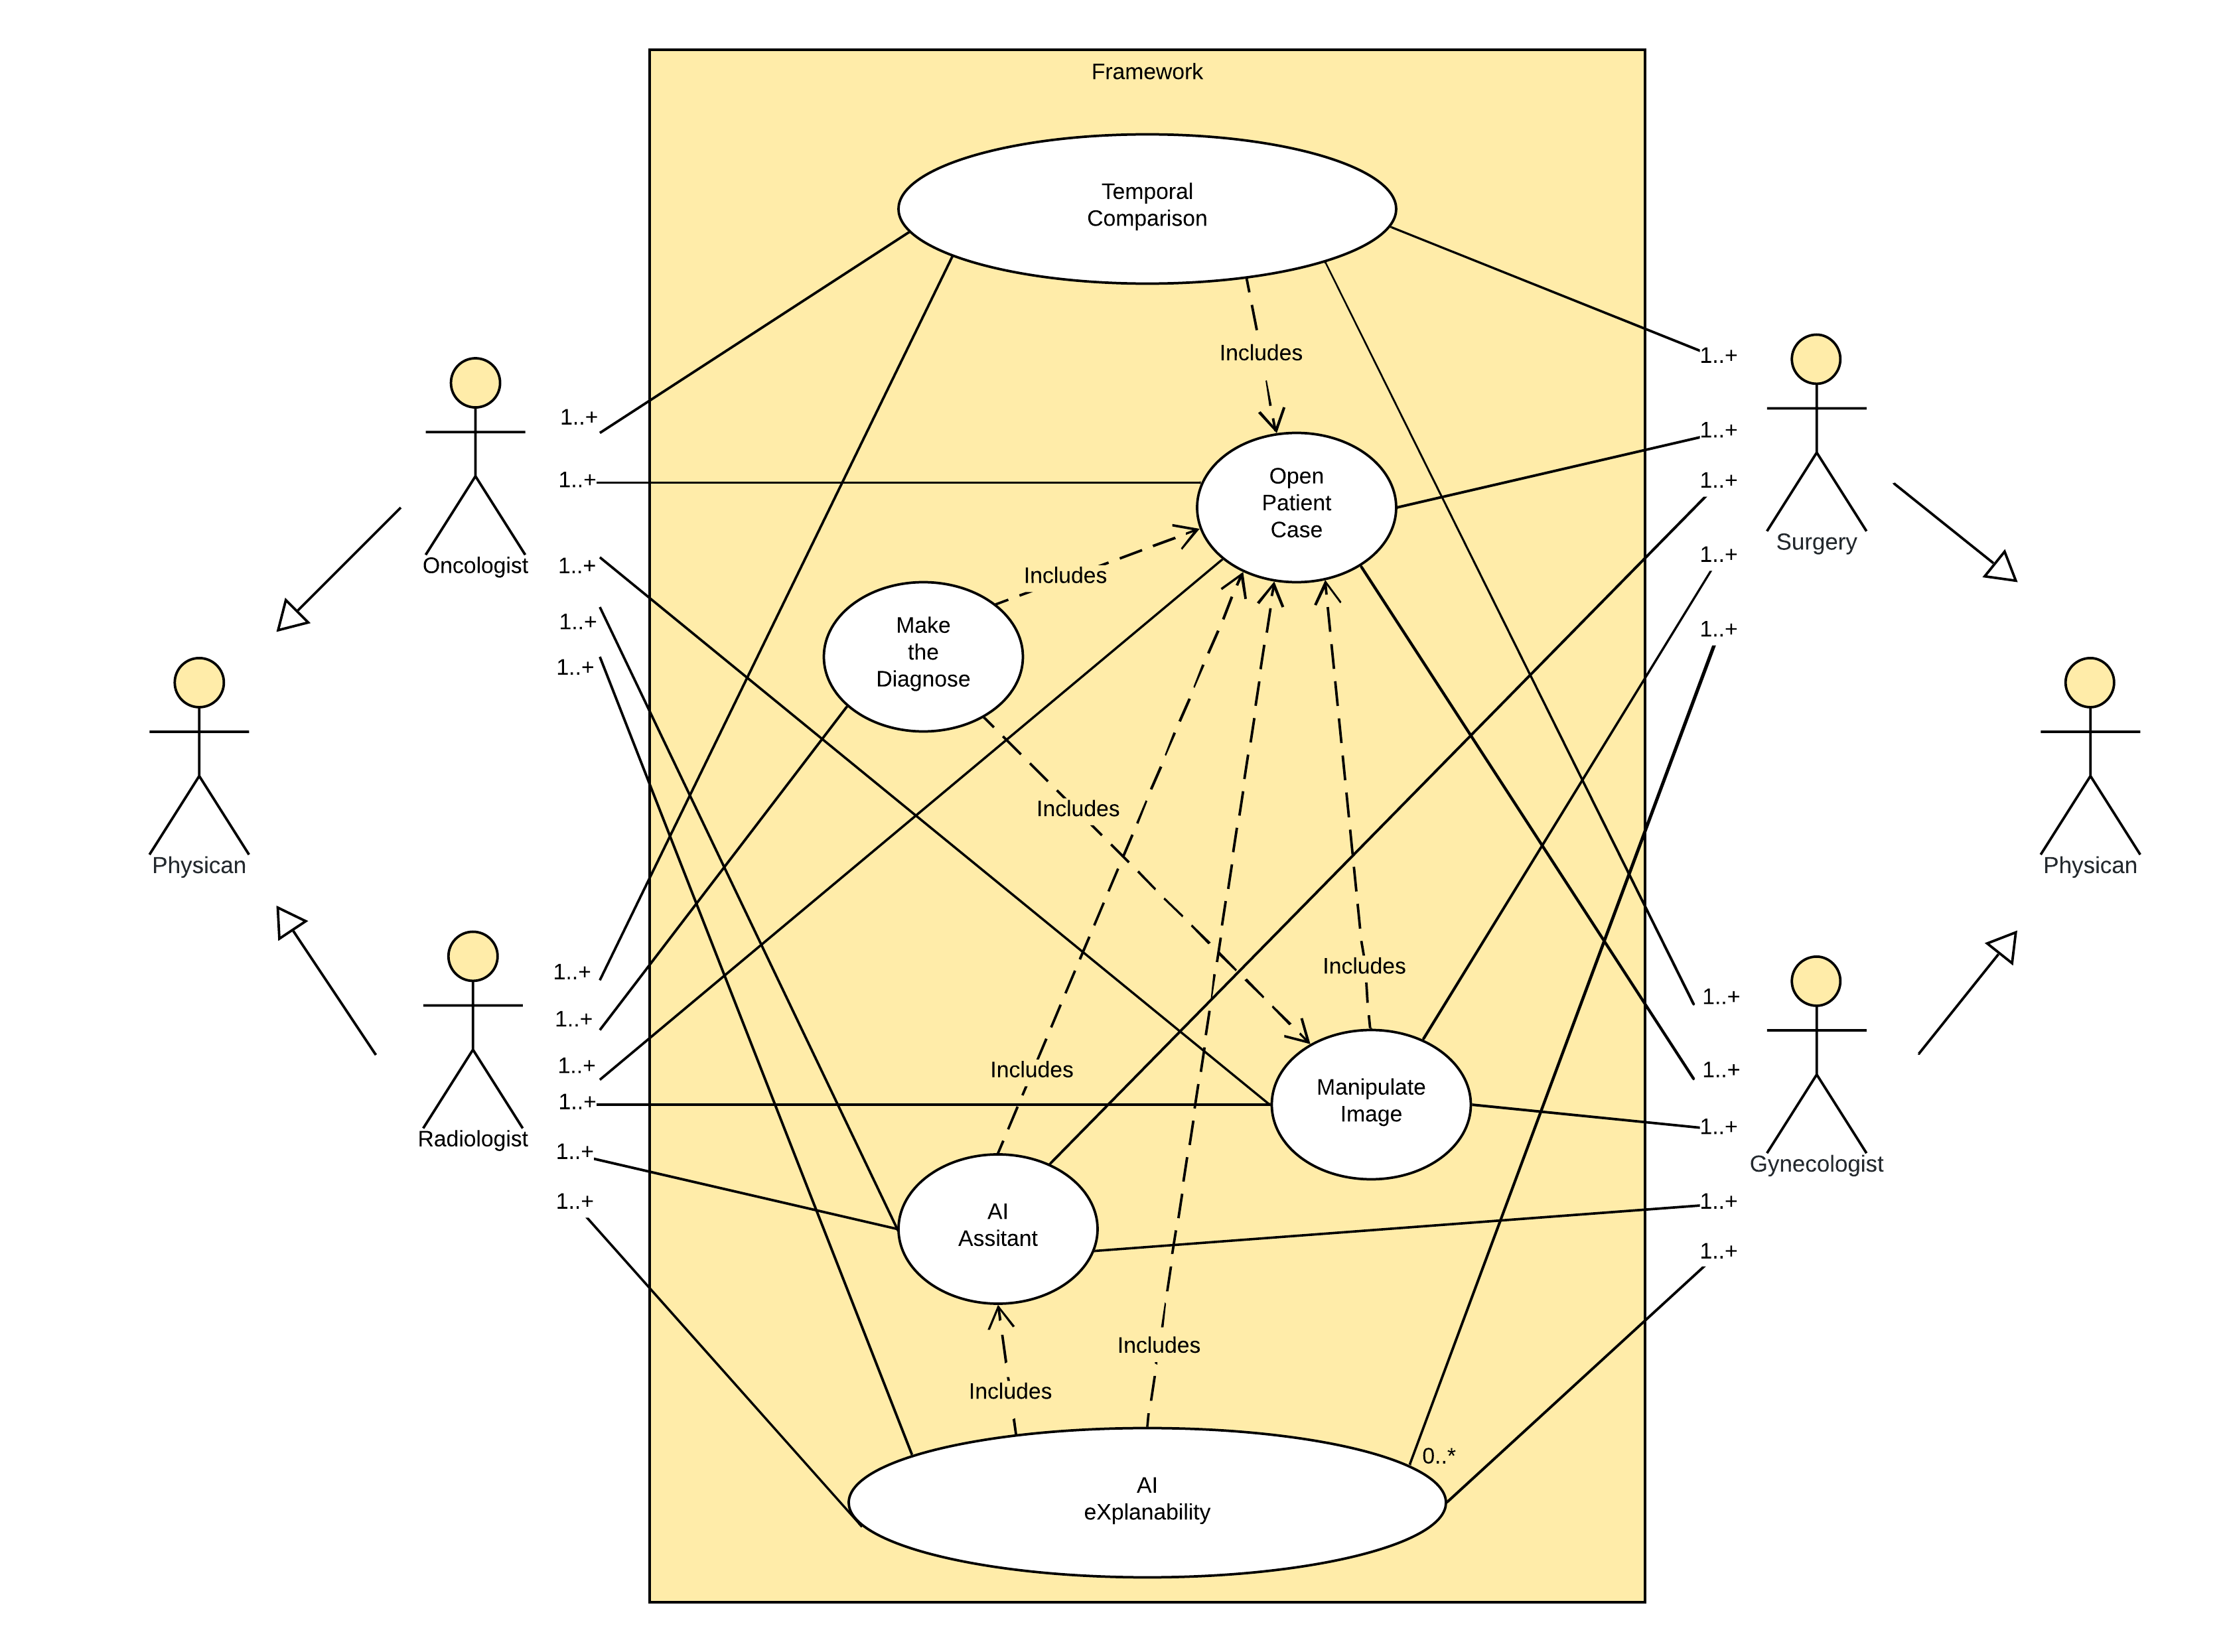 Framework
Temporal
Comparison
Includes
1..+
1..+
1..+
1..+
1..+
Oncologist
Open
Patient
Case
1..+
1..+
1..+
1..+
1..+
Surgery
Includes
Make
the
Diagnose
Includes
Physican
Physican
Includes
Includes
1..+
1..+
1..+
1..+
1..+
1..+
Radiologist
Manipulate
Image
1..+
1..+
1..+
1..+
1..+
Gynecologist
AI
Assitant
Includes
Includes
0..*
AI
eXplanability